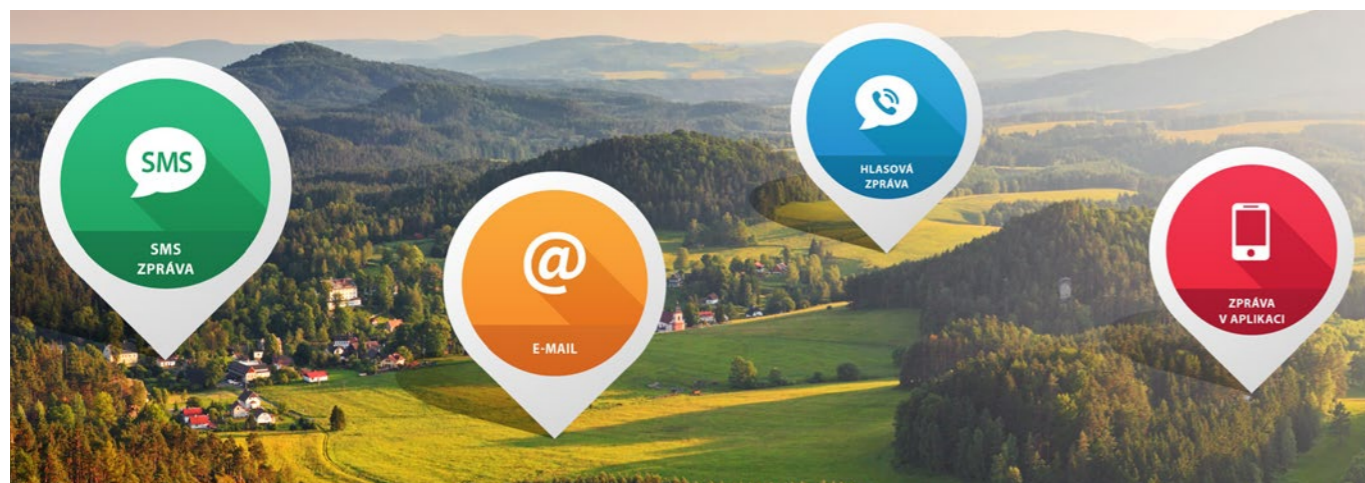 SMS
SMS
ZPRÁVA
@
E-MAIL
HLASOVÁ
ZPRÁVA
ZPRÁVA
V APLIKACI